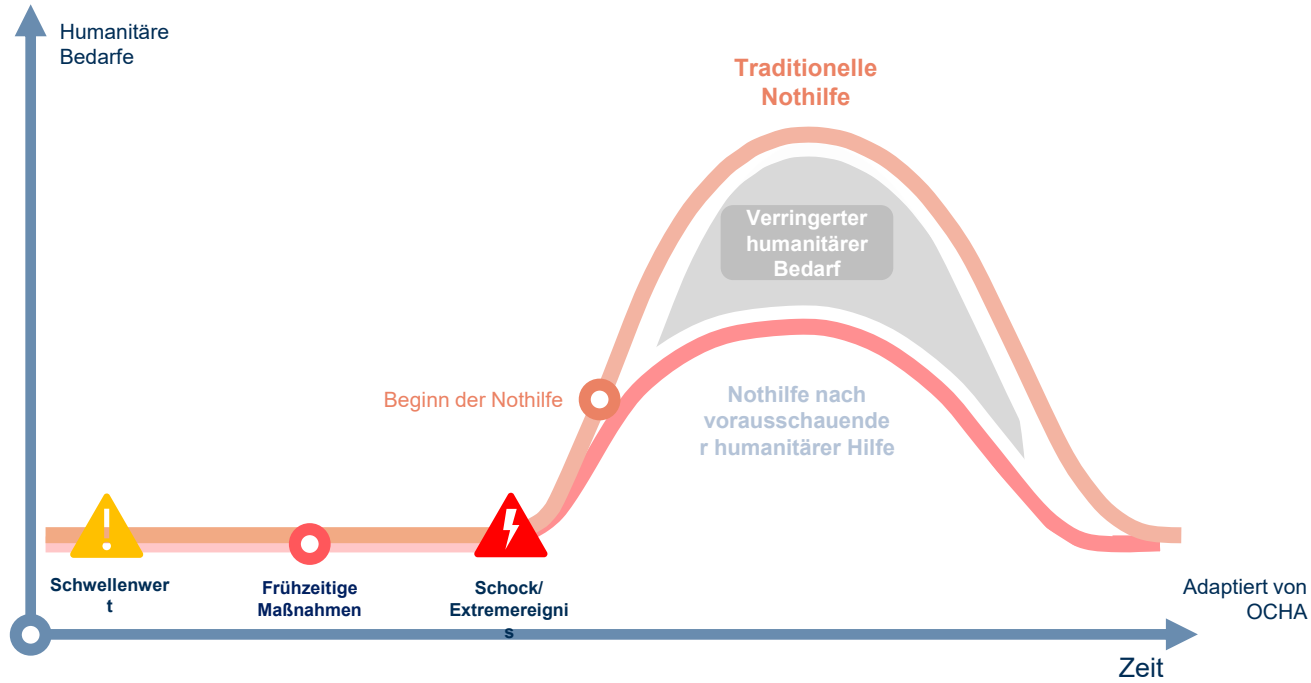 Humanitäre
Bedarfe
Traditionelle
Nothilfe
Verringerter
humanitärer
Bedarf
Beginn der Nothilfe
Nothilfe nach
vorausschauende
r humanitärer Hilfe
Schwellenwer
t
Frühzeitige
Maßnahmen
Schock/
Extremereigni
s
Adaptiert von
OCHA
Zeit